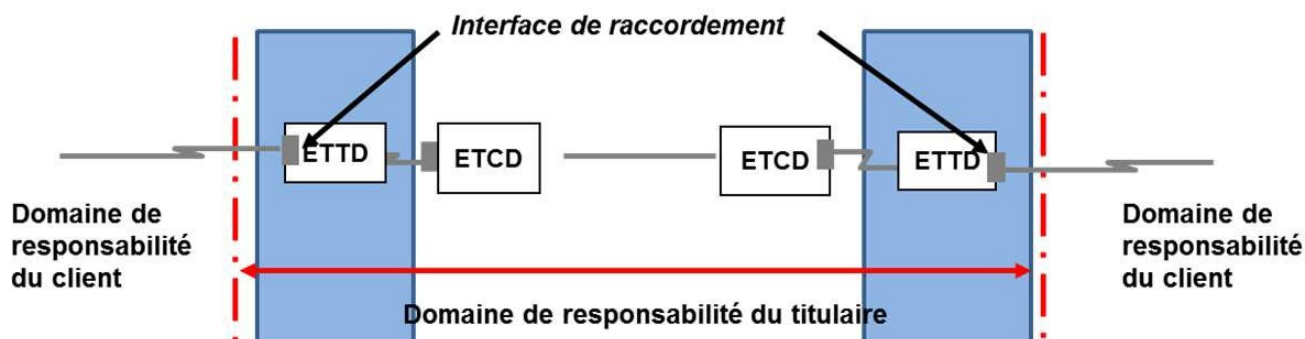 Interface de raccordement
ETTD
ETCD
ETCD
ETTD
Domaine de
responsabilité
du client
Domaine de
responsabilité
du client
Domaine de responsabilité du titulaire